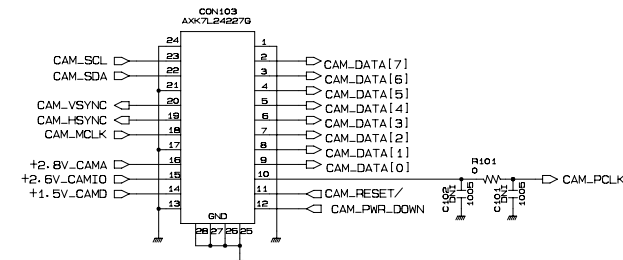 CON103
AXK7L24227G
24 1
CAM_SCL 23 2 CAM_DATA[7]
CAM_SDA 22 3 CAM_DATA[6]
21 4 CAM_DATA[5]
CAM_VSYNC 20 5 CAM_DATA[4]
CAM_HSYNC 19 6 CAM_DATA[3]
CAM_MCLK 18 7 CAM_DATA[2]
17 8 CAM_DATA[1]
+2.8V_CAMA 16 9 CAM_DATA[0]
+2.6V_CAMIO 15 10
+1.5V_CAMD 14 11 CAM_RESET/
13 12 CAM_PWR_DOWN
GND
28 27 26 25
R101
0
CAM_PCLK
C102
DNI
1005
C101
DNI
1005